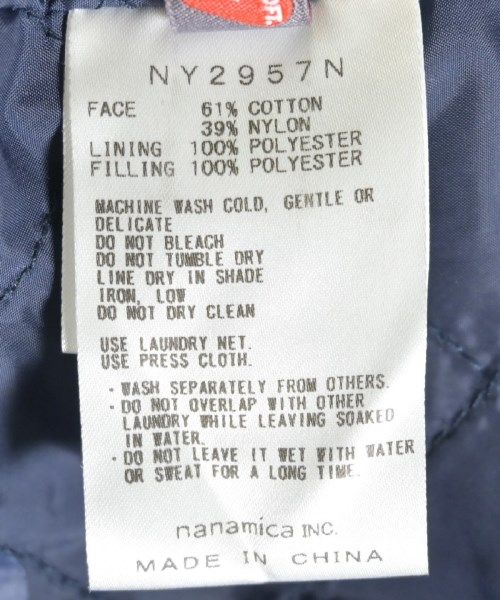 OFT.
NY2957N
FACE 61% COTTON
39% NYLON
LINING 100% POLYESTER
FILLING 100% POLYESTER
MACHINE WASH COLD, GENTLE OR
DELICATE
DO NOT BLEACH
DO NOT TUMBLE DRY
LINE DRY IN SHADE
IRON, LOW
DO NOT DRY CLEAN
USE LAUNDRY NET.
USE PRESS CLOTH.
・WASH SEPARATELY FROM OTHERS.
・DO NOT OVERLAP WITH OTHER
LAUNDRY WHILE LEAVING SOAKED
IN WATER.
・DO NOT LEAVE IT WET WITH WATER
OR SWEAT FOR A LONG TIME.
nanamica INC.
MADE IN CHINA